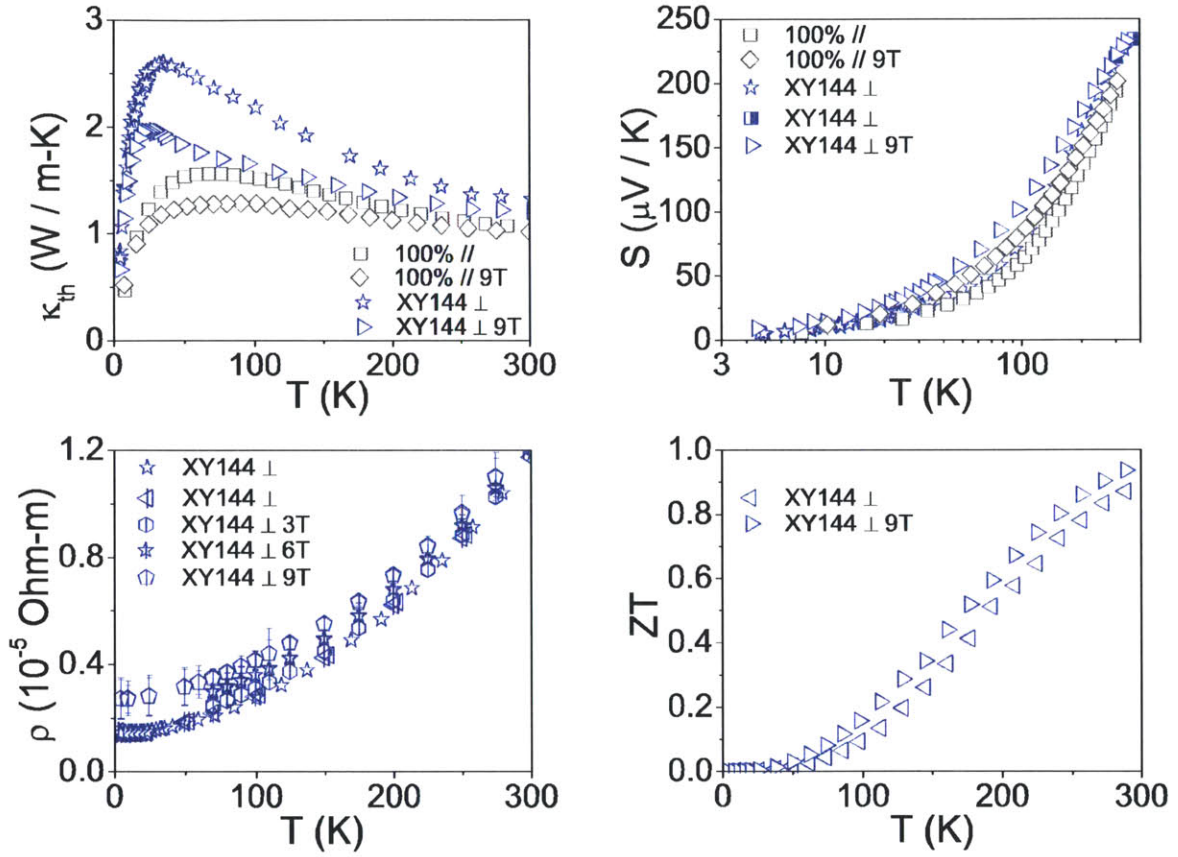 3
2
1
0
κth (W / m-K)
100% //
100% // 9T
XY144 ⊥
XY144 ⊥ 9T
0 100 200 300
T (K)
250
200
150
100
50
0
S (μV / K)
100% //
100% // 9T
XY144 ⊥
XY144 ⊥
XY144 ⊥ 9T
3 10 100
T (K)
1.2
0.8
0.4
0.0
ρ (10-5 Ohm-m)
XY144 ⊥
XY144 ⊥
XY144 ⊥ 3T
XY144 ⊥ 6T
XY144 ⊥ 9T
0 100 200 300
T (K)
1.0
0.8
0.6
0.4
0.2
0.0
ZT
XY144 ⊥
XY144 ⊥ 9T
0 100 200 300
T (K)